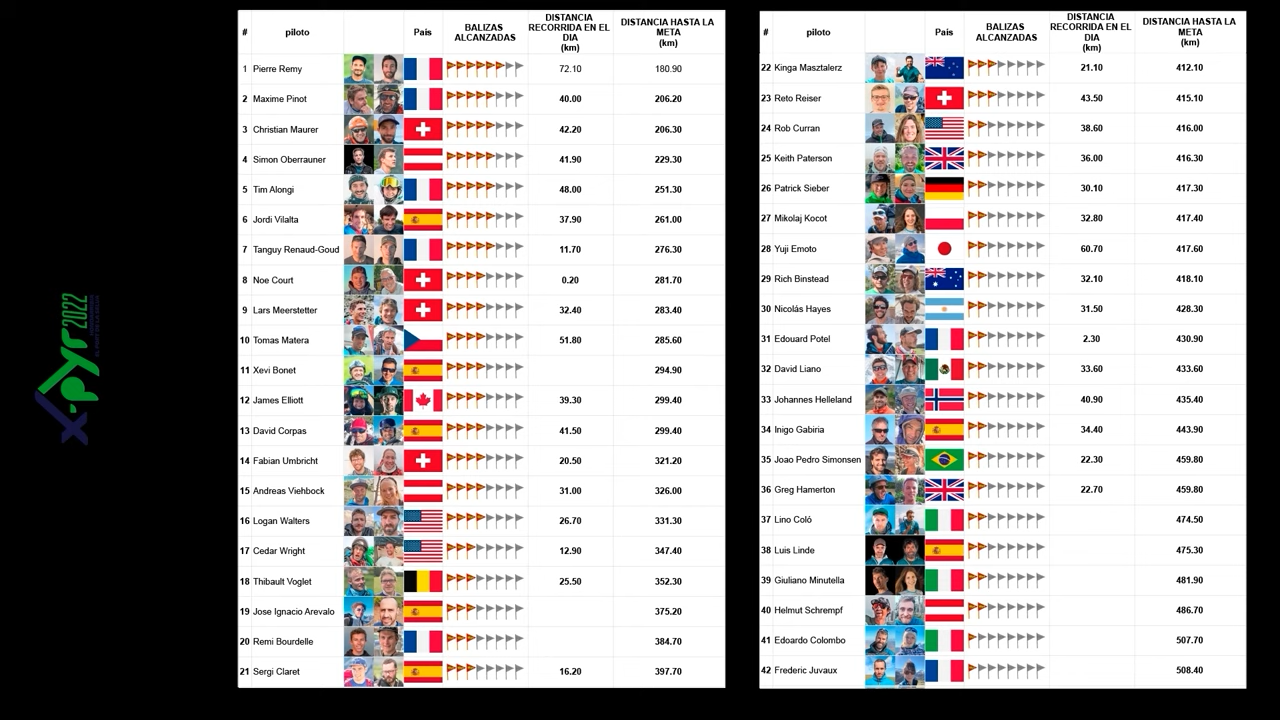 X-Pyr 2022
# piloto País BALIZAS ALCANZADAS DISTANCIA RECORRIDA EN EL DIA (km) DISTANCIA HASTA LA META (km)
1 Pierre Remy 72.10 180.90
2 Maxime Pinot 40.00 206.20
3 Christian Maurer 42.20 206.30
4 Simon Oberrauner 41.90 229.30
5 Tim Alongi 48.00 251.30
6 Jordi Vilalta 37.90 261.00
7 Tanguy Renaud-Goud 11.70 276.30
8 Noe Court 0.20 281.70
9 Lars Meerstetter 32.40 283.40
10 Tomas Matera 51.80 285.60
11 Xevi Bonet 294.90
12 James Elliott 39.30 299.40
13 David Corpas 41.50 299.40
14 Fabian Umbricht 20.50 321.20
15 Andreas Viehbock 31.00 326.00
16 Logan Walters 26.70 331.30
17 Cedar Wright 12.90 347.40
18 Thibault Voglet 25.50 352.30
19 Jose Ignacio Arevalo 375.20
20 Remi Bourdelle 384.70
21 Sergi Claret 16.20 397.70
# piloto País BALIZAS ALCANZADAS DISTANCIA RECORRIDA EN EL DIA (km) DISTANCIA HASTA LA META (km)
22 Kinga Masztalerz 21.10 412.10
23 Reto Reiser 43.50 415.10
24 Rob Curran 38.60 416.00
25 Keith Paterson 36.00 416.30
26 Patrick Sieber 30.10 417.30
27 Mikolaj Kocot 32.80 417.40
28 Yuji Emoto 60.70 417.60
29 Rich Binstead 32.10 418.10
30 Nicolás Hayes 31.50 428.30
31 Edouard Potel 2.30 430.90
32 David Liano 33.60 433.60
33 Johannes Helleland 40.90 435.40
34 Inigo Gabiria 34.40 443.90
35 Joao Pedro Simonsen 22.30 459.80
36 Greg Hamerton 22.70 459.80
37 Lino Coló 474.50
38 Luis Linde 475.30
39 Giuliano Minutella 481.90
40 Helmut Schrempf 486.70
41 Edoardo Colombo 507.70
42 Frederic Juvaux 508.40